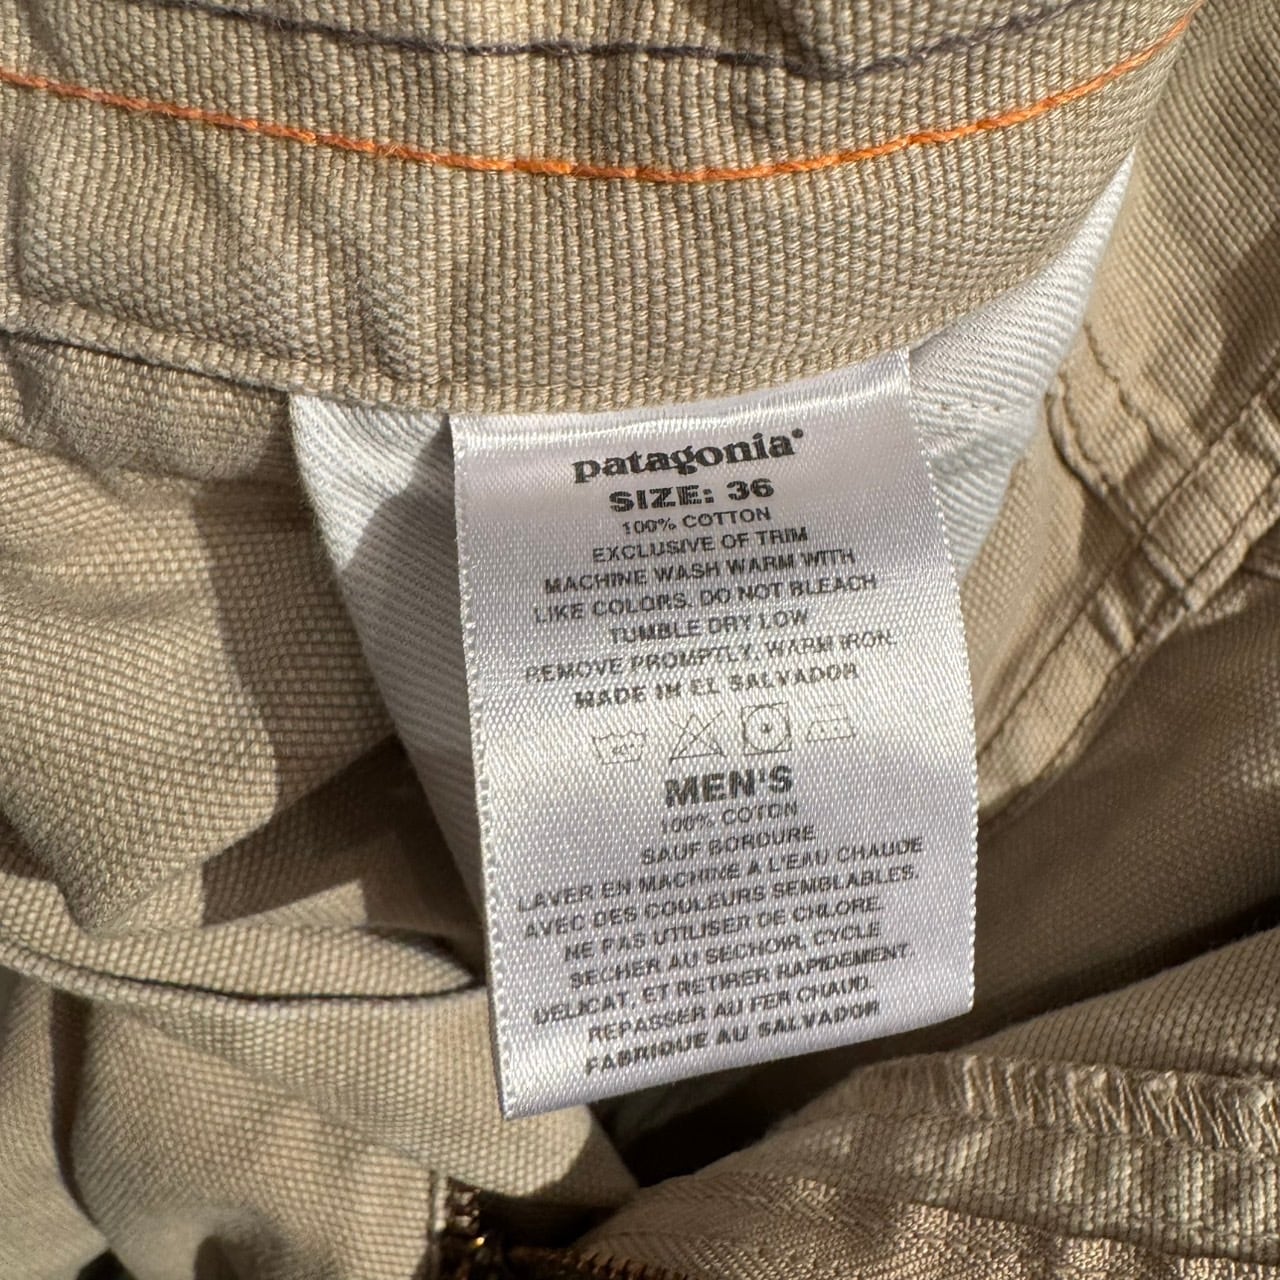 patagonia®
SIZE: 36
100% COTTON
EXCLUSIVE OF TRIM
MACHINE WASH WARM WITH
LIKE COLORS. DO NOT BLEACH
TUMBLE DRY LOW
REMOVE PROMPTLY. WARM IRON.
MADE IN EL SALVADOR
MEN'S
100% COTON
SAUF BORDURE
LAVER EN MACHINE A L'EAU CHAUDE
AVEC DES COULEURS SEMBLABLES.
NE PAS UTILISER DE CHLORE.
SECHER AU SECHOIR, CYCLE
DELICAT, ET RETIRER RAPIDEMENT.
REPASSER AU FER CHAUD.
FABRIQUE AU SALVADOR